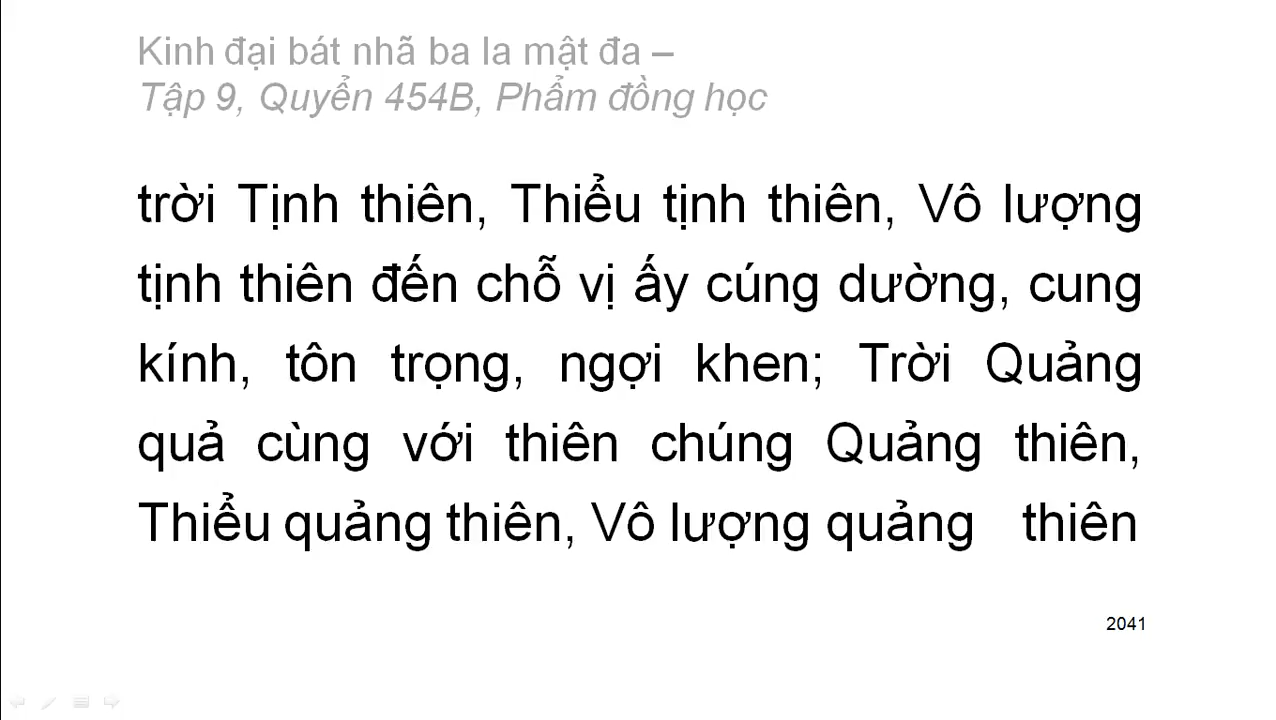 Kinh đại bát nhã ba la mật đa –
Tập 9, Quyển 454B, Phẩm đồng học
trời Tịnh thiên, Thiểu tịnh thiên, Vô lượng
tịnh thiên đến chỗ vị ấy cúng dường, cung
kính, tôn trọng, ngợi khen; Trời Quảng
quả cùng với thiên chúng Quảng thiên,
Thiểu quảng thiên, Vô lượng quảng thiên
2041